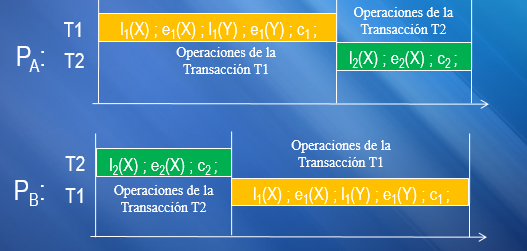 Operaciones de la
Transacción T2
T1 l₁(X) ; e₁(X) ; l₁(Y) ; e₁(Y) ; c₁ ;
P_A:
T2 Operaciones de la
Transacción T1
l₂(X) ; e₂(X) ; c₂ ;
Operaciones de la
Transacción T1
T2 l₂(X) ; e₂(X) ; c₂ ;
P_B:
T1 Operaciones de la
Transacción T2
l₁(X) ; e₁(X) ; l₁(Y) ; e₁(Y) ; c₁ ;